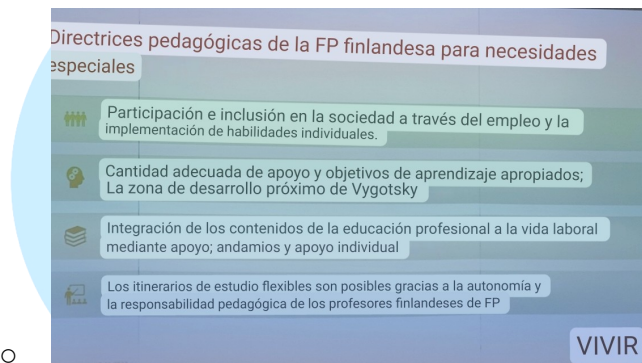 Directrices pedagógicas de la FP finlandesa para necesidades
especiales
Participación e inclusión en la sociedad a través del empleo y la
implementación de habilidades individuales.
Cantidad adecuada de apoyo y objetivos de aprendizaje apropiados;
La zona de desarrollo próximo de Vygotsky
Integración de los contenidos de la educación profesional a la vida laboral
mediante apoyo; andamios y apoyo individual
Los itinerarios de estudio flexibles son posibles gracias a la autonomía y
la responsabilidad pedagógica de los profesores finlandeses de FP
VIVIR